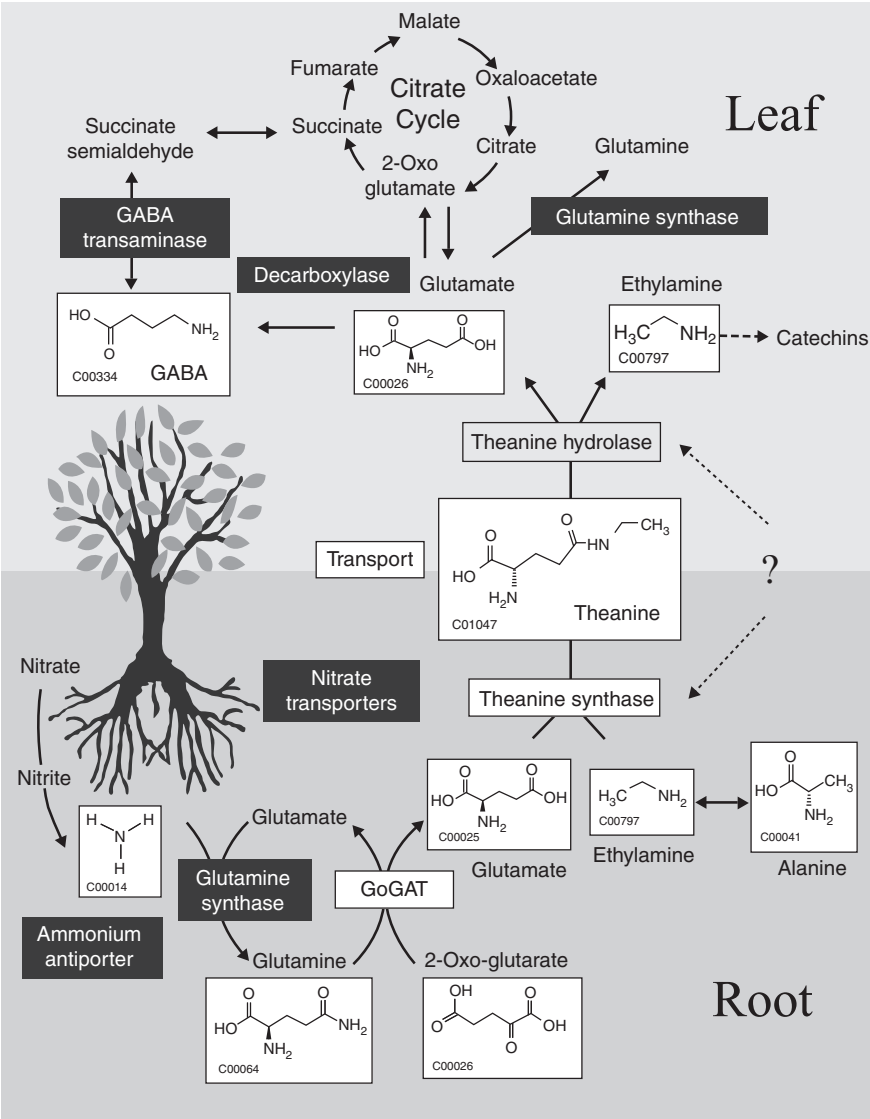 Malate
Fumarate
Oxaloacetate
Citrate
Cycle
Leaf
Succinate
semialdehyde
Succinate
Citrate
Glutamine
2-Oxo
glutamate
GABA
transaminase
Glutamine synthase
Decarboxylase
Glutamate
Ethylamine
HO
O
NH2
C00334
GABA
O
O
HO
OH
NH2
C00026
H3C
NH2
C00797
Catechins
Theanine hydrolase
O
CH3
HN
O
HO
H2N
C01047
Theanine
Transport
?
Nitrate
Nitrate
transporters
Theanine synthase
Nitrite
H
H
N
H
C00014
Glutamate
O
O
HO
OH
NH2
C00025
Glutamate
H3C
NH2
C00797
Ethylamine
O
HO
CH3
NH2
C00041
Alanine
Glutamine
synthase
GoGAT
Ammonium
antiporter
Glutamine
2-Oxo-glutarate
O
O
HO
NH2
NH2
C00064
OH
O
O
OH
O
C00026
Root